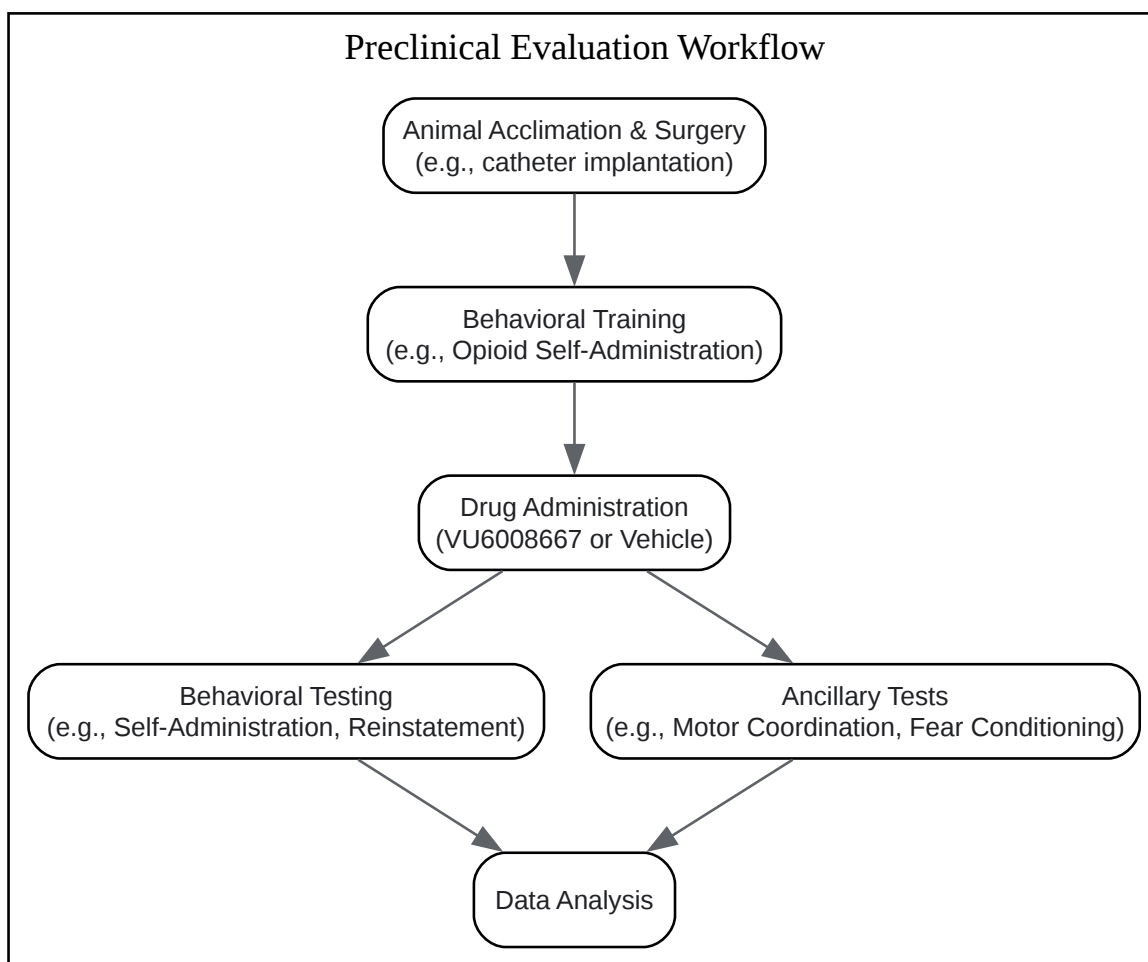 Preclinical Evaluation Workflow
Animal Acclimation & Surgery
(e.g., catheter implantation)
Behavioral Training
(e.g., Opioid Self-Administration)
Drug Administration
(VU6008667 or Vehicle)
Behavioral Testing
(e.g., Self-Administration, Reinstatement)
Ancillary Tests
(e.g., Motor Coordination, Fear Conditioning)
Data Analysis